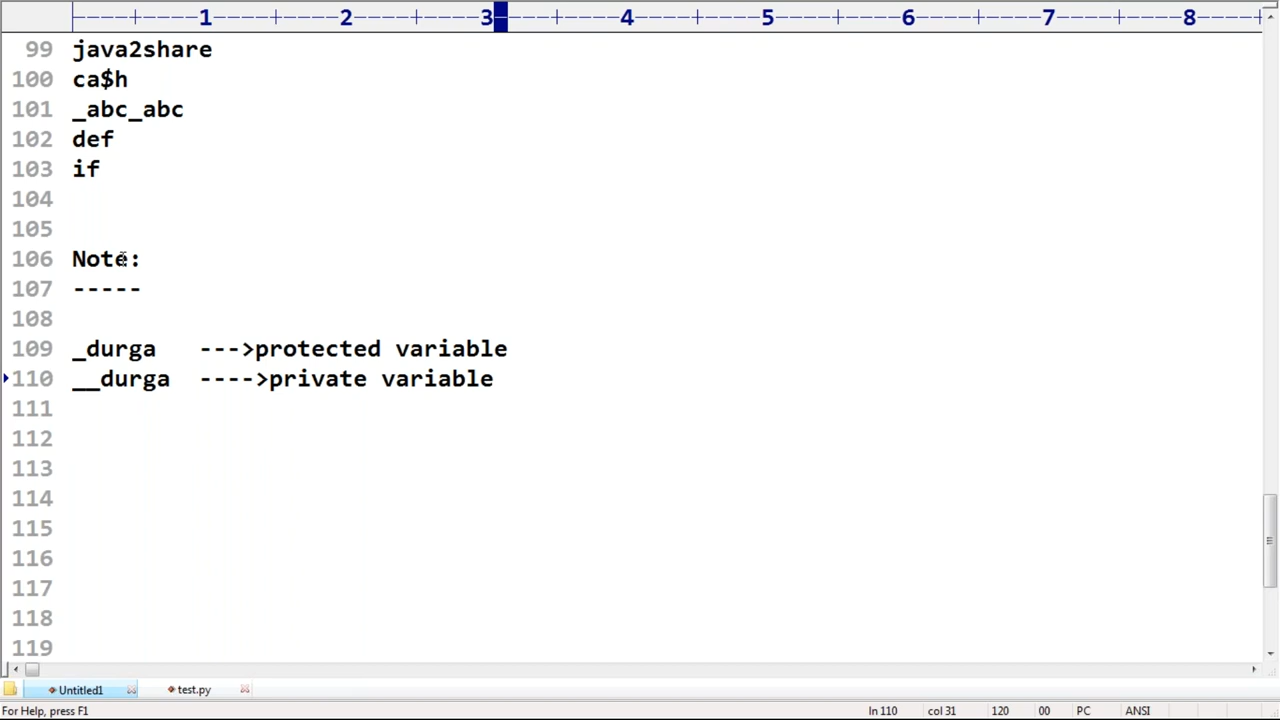 1 2 3 4 5 6 7 8
99 java2share
100 ca$h
101 _abc_abc
102 def
103 if
104
105
106 Note:
107 -----
108
109 _durga --->protected variable
110 __durga ---->private variable
111
112
113
114
115
116
117
118
119
Untitled1 test.py
For Help, press F1 ln 110 col 31 120 00 PC ANSI